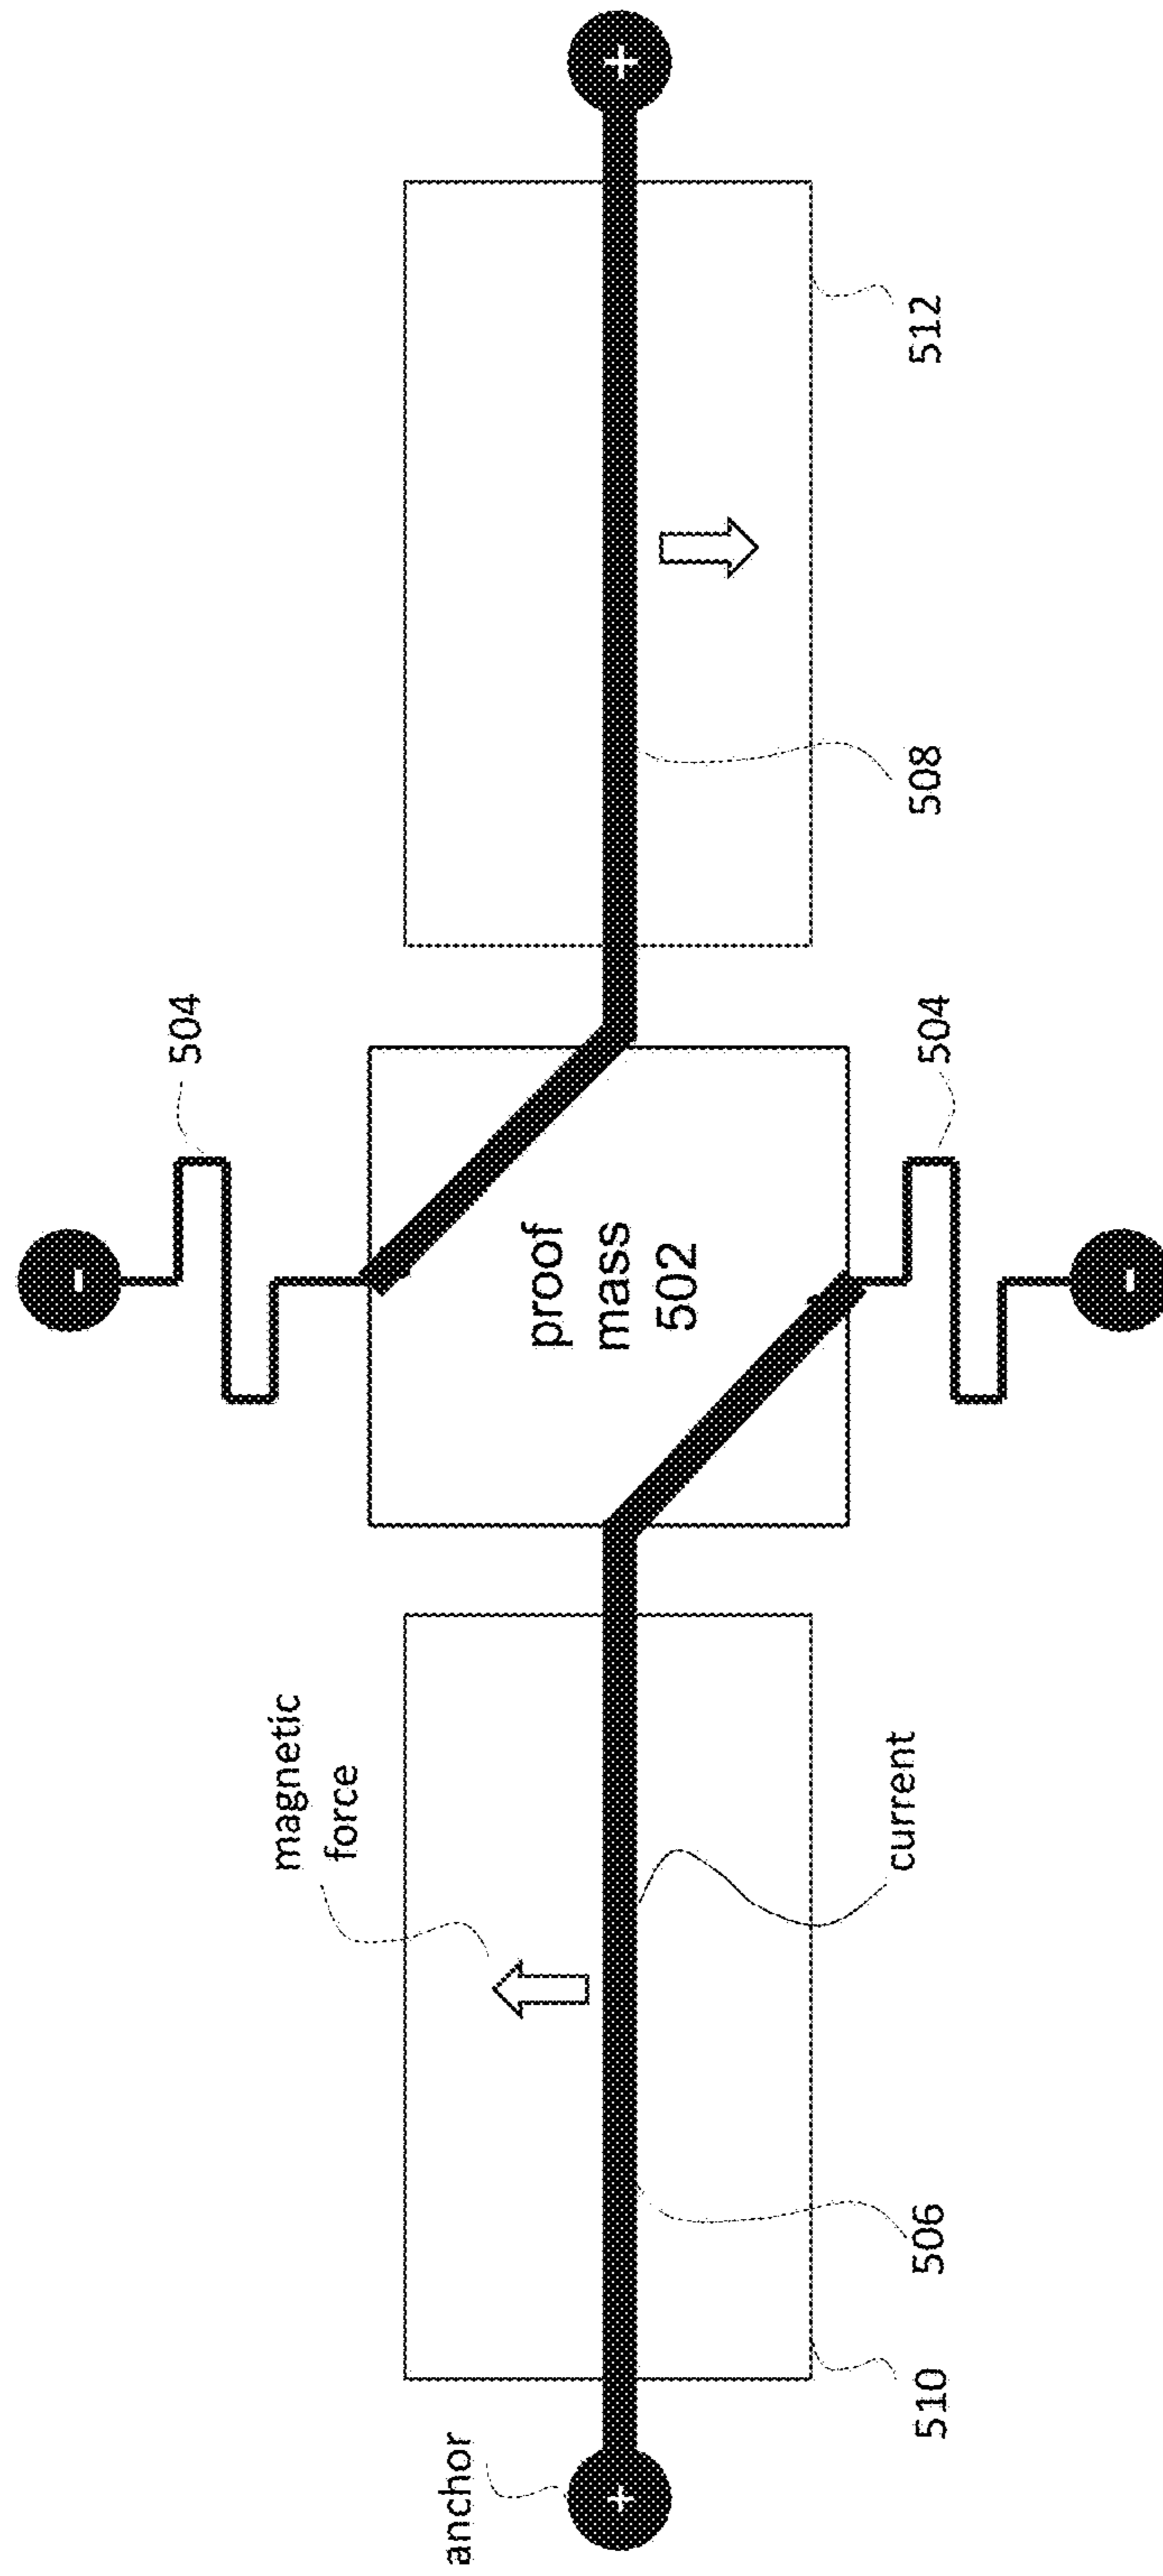 -
504
magnetic
force
anchor
proof
mass
502
+
+
current
510
506
504
508
512
-